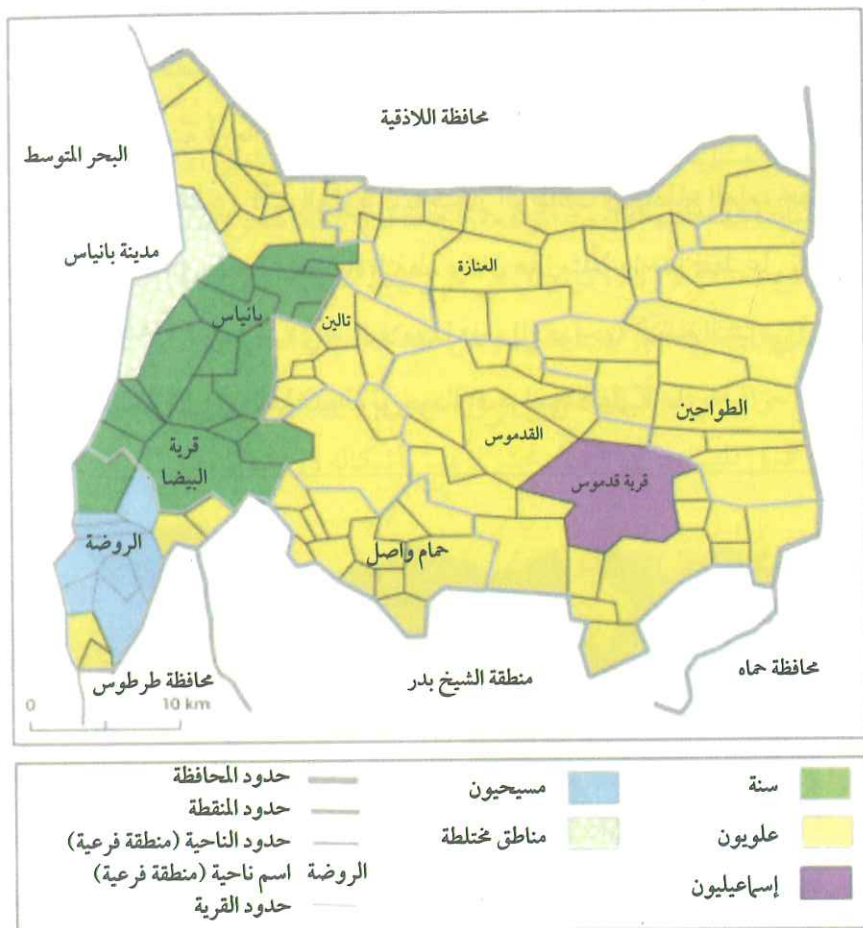 محافظة اللاذقية
البحر المتوسط
مدينة بانياس
العنازة
بانياس
تالين
الطواحين
القدموس
قرية
البيضا
قرية قدموس
الروضة
حمام واصل
محافظة حماه
منطقة الشيخ بدر
محافظة طرطوس
0 10 km
سنة
علويون
إسماعيليون
مسيحيون
مناطق مختلطة
حدود المحافظة
حدود المنقطة
حدود الناحية (منطقة فرعية)
الروضة اسم ناحية (منطقة فرعية)
حدود القرية